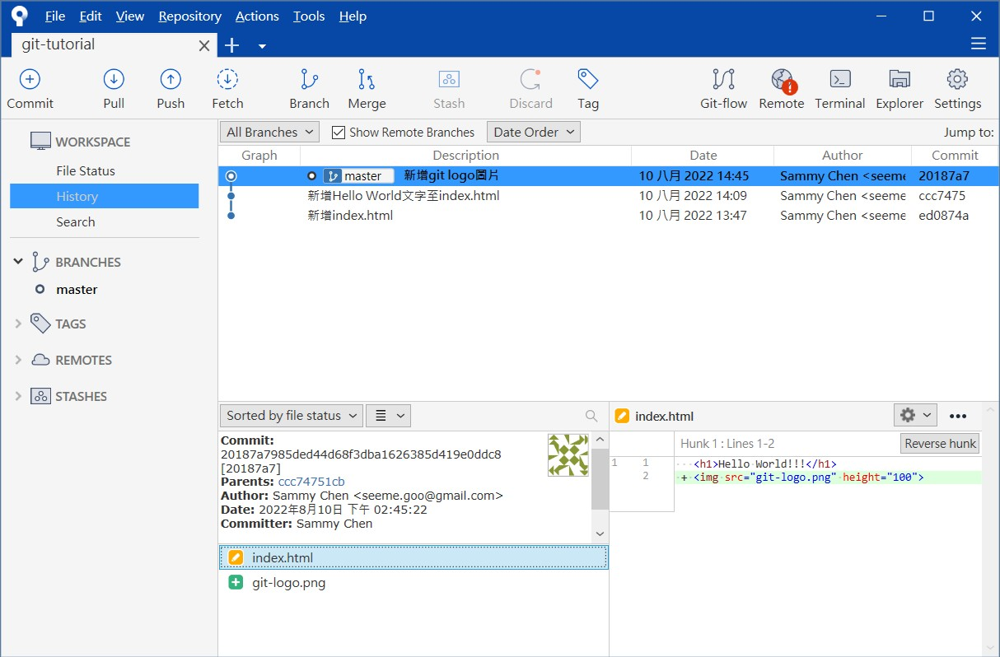 File Edit View Repository Actions Tools Help
git-tutorial
Commit Pull Push Fetch Branch Merge Stash Discard Tag Git-flow Remote Terminal Explorer Settings
WORKSPACE
File Status
History
Search
BRANCHES
master
TAGS
REMOTES
STASHES
All Branches Show Remote Branches Date Order Jump to:
Graph Description Date Author Commit
master 新增git logo圖片 10 八月 2022 14:45 Sammy Chen <seeme 20187a7
新增Hello World文字至index.html 10 八月 2022 14:09 Sammy Chen <seeme ccc7475
新增index.html 10 八月 2022 13:47 Sammy Chen <seeme ed0874a
Sorted by file status
Commit:
20187a7985ded44d68f3dba1626385d419e0ddc8
[20187a7]
Parents: ccc74751cb
Author: Sammy Chen <seeme.goo@gmail.com>
Date: 2022年8月10日 下午 02:45:22
Committer: Sammy Chen
index.html
git-logo.png
index.html
Hunk 1 : Lines 1-2 Reverse hunk
1 1 <h1>Hello World!!!</h1>
2 + <img src="git-logo.png" height="100">